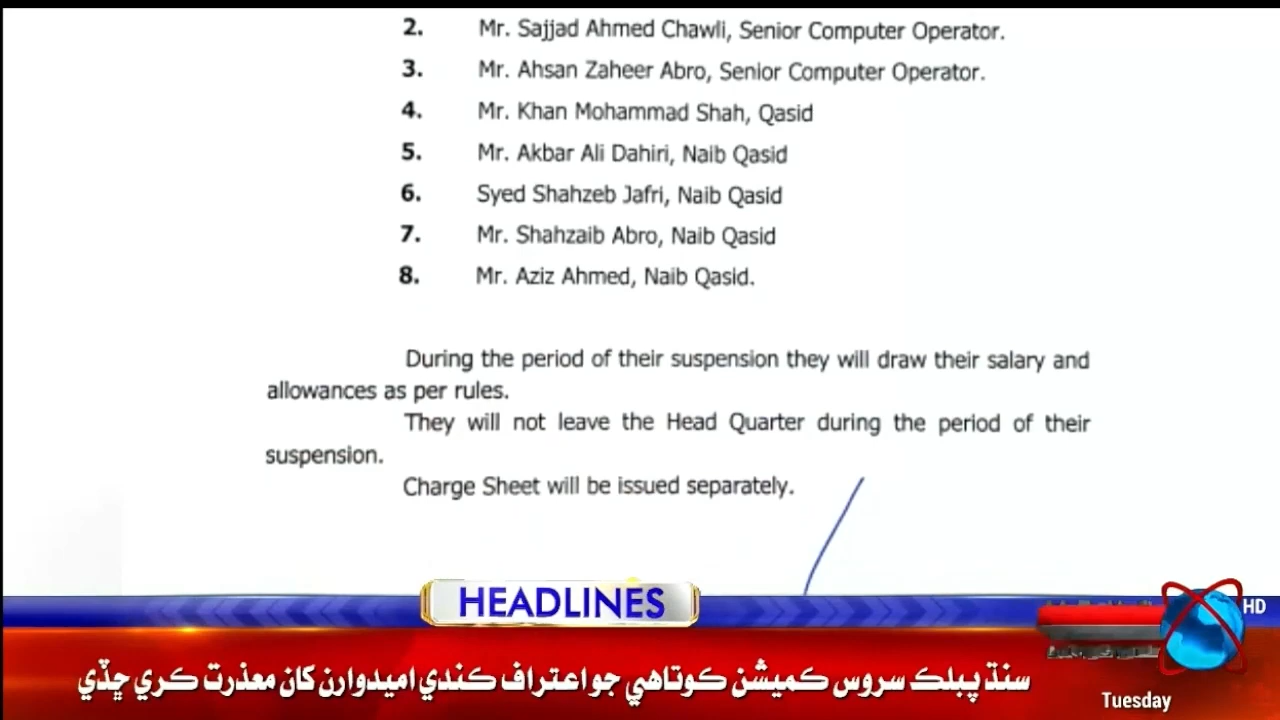 2. Mr. Sajjad Ahmed Chawli, Senior Computer Operator.
3. Mr. Ahsan Zaheer Abro, Senior Computer Operator.
4. Mr. Khan Mohammad Shah, Qasid
5. Mr. Akbar Ali Dahiri, Naib Qasid
6. Syed Shahzeb Jafri, Naib Qasid
7. Mr. Shahzaib Abro, Naib Qasid
8. Mr. Aziz Ahmed, Naib Qasid.
During the period of their suspension they will draw their salary and
allowances as per rules.
They will not leave the Head Quarter during the period of their
suspension.
Charge Sheet will be issued separately.
HEADLINES
HD
سنڌ پبلڪ سروس ڪميشن ڪوتاهي جو اعتراف ڪندي اميدوارن کان معذرت ڪري ڇڏي
Tuesday